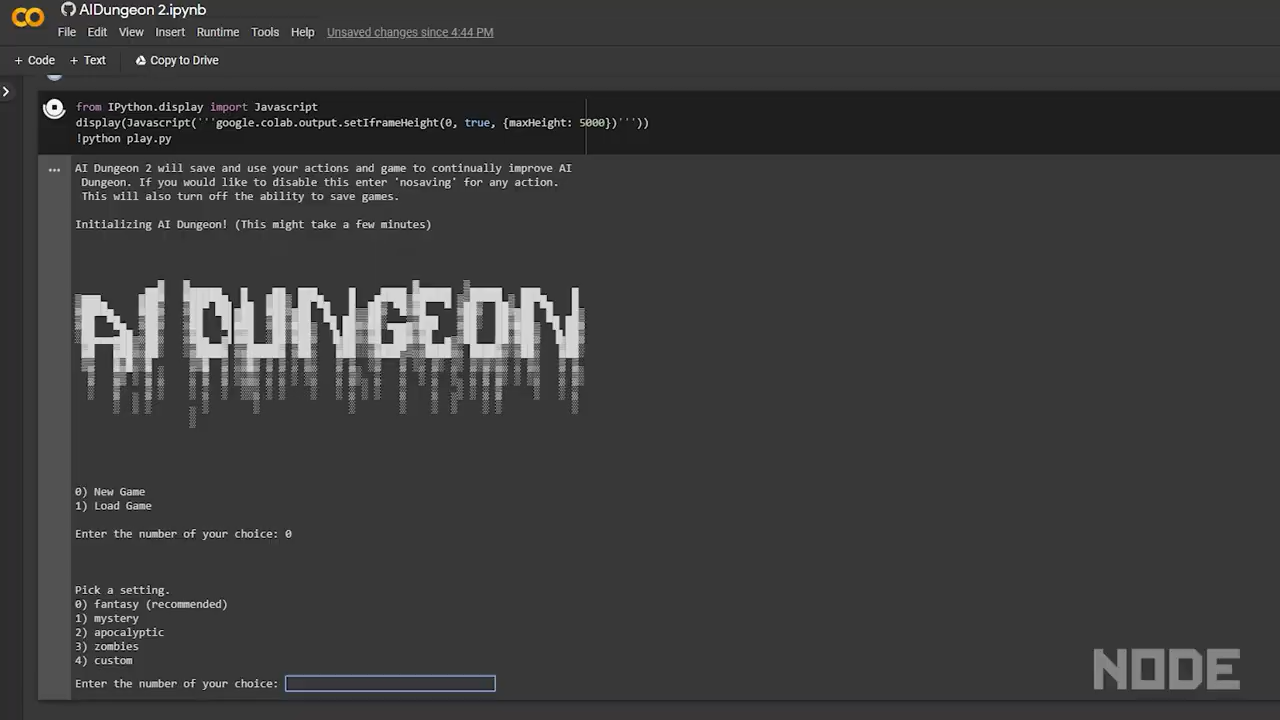 AIDungeon 2.ipynb
File Edit View Insert Runtime Tools Help Unsaved changes since 4:44 PM
+ Code + Text Copy to Drive
from IPython.display import Javascript
display(Javascript('''google.colab.output.setIframeHeight(0, true, {maxHeight: 5000})'''))
!python play.py
AI Dungeon 2 will save and use your actions and game to continually improve AI
Dungeon. If you would like to disable this enter 'nosaving' for any action.
This will also turn off the ability to save games.
Initializing AI Dungeon! (This might take a few minutes)
AI DUNGEON
0) New Game
1) Load Game
Enter the number of your choice: 0
Pick a setting.
0) fantasy (recommended)
1) mystery
2) apocalyptic
3) zombies
4) custom
Enter the number of your choice:
NODE